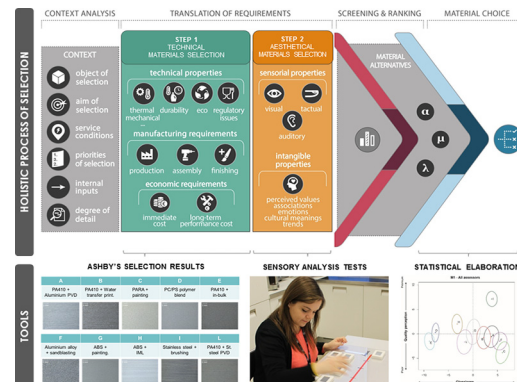 CONTEXT ANALYSIS
TRANSLATION OF REQUIREMENTS
SCREENING & RANKING
MATERIAL CHOICE
HOLISTIC PROCESS OF SELECTION
CONTEXT
object of
selection
aim of
selection
service
conditions
priorities
of selection
internal
inputs
degree of
detail
STEP 1
TECHNICAL
MATERIALS SELECTION
technical properties
thermal
mechanical
durability
eco
regulatory
issues
manufacturing requirements
production
assembly
finishing
economic requirements
immediate
cost
long-term
performance cost
STEP 2
AESTHETICAL
MATERIALS SELECTION
sensorial properties
visual
tactual
auditory
intangible
properties
perceived values
associations
emotions
cultural meanings
trends
MATERIAL
ALTERNATIVES
α
μ
λ
TOOLS
ASHBY'S SELECTION RESULTS
A
B
C
D
E
PA410 +
Aluminium PVD
PA410 + Water
transfer print.
PARA +
painting
PC/PS polymer
blend
PA410 +
in-bulk
F
G
H
I
L
Aluminium alloy
+ sandblasting
ABS +
painting
ABS +
IML
Stainless steel +
brushing
PA410 + St.
steel PVD
SENSORY ANALYSIS TESTS
STATISTICAL ELABORATION